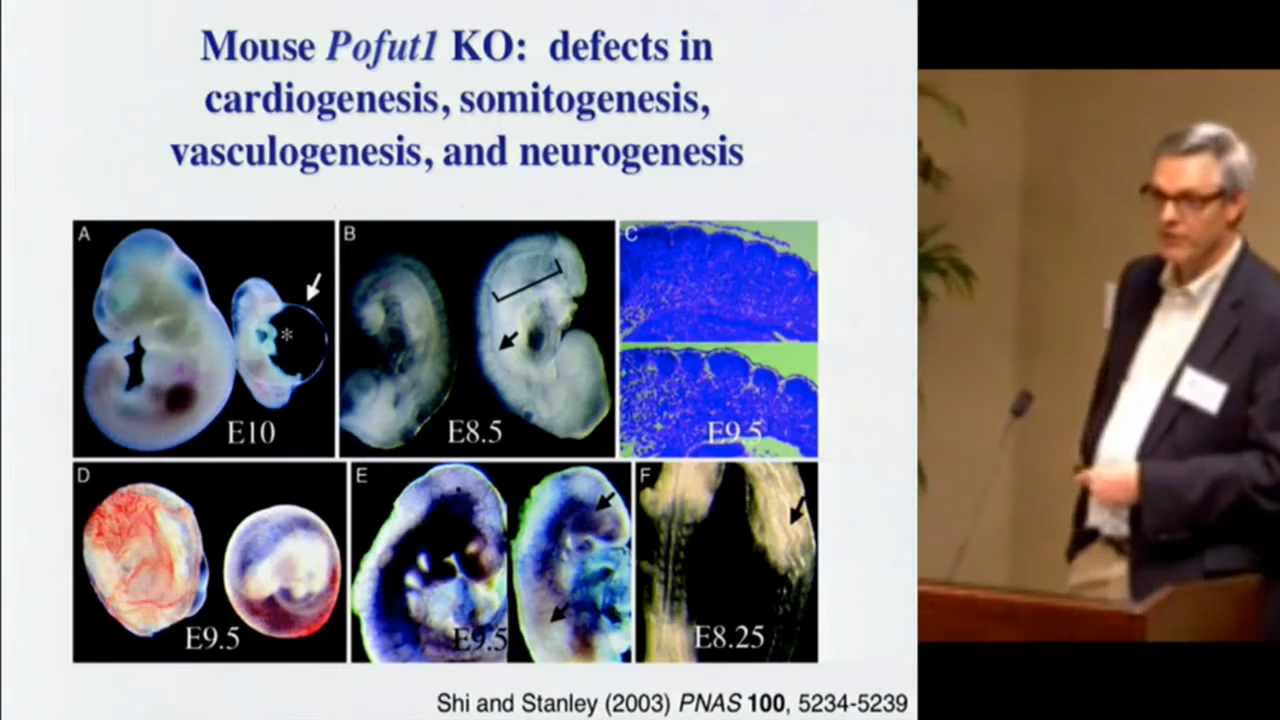 Mouse Pofut1 KO: defects in
cardiogenesis, somitogenesis,
vasculogenesis, and neurogenesis
A
B
C
*
E10
E8.5
E9.5
D
E
F
E9.5
E9.5
E8.25
Shi and Stanley (2003) PNAS 100, 5234-5239